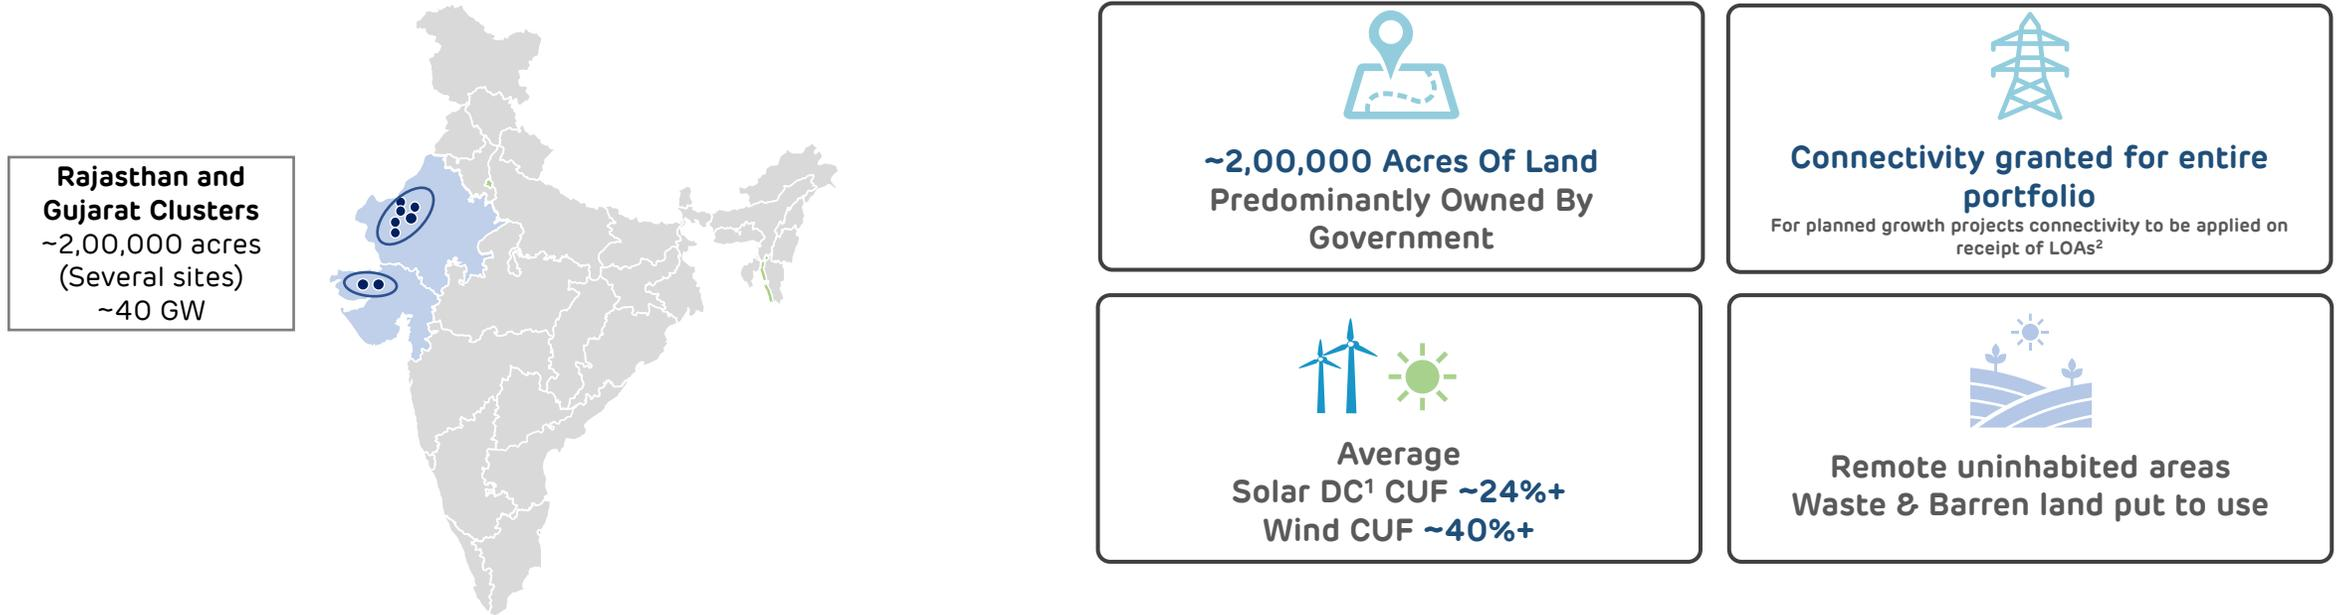 Rajasthan and
Gujarat Clusters
~2,00,000 acres
(Several sites)
~40 GW
~2,00,000 Acres Of Land
Predominantly Owned By
Government
Connectivity granted for entire
portfolio
For planned growth projects connectivity to be applied on
receipt of LOAs²
Average
Solar DC¹ CUF ~24%+
Wind CUF ~40%+
Remote uninhabited areas
Waste & Barren land put to use